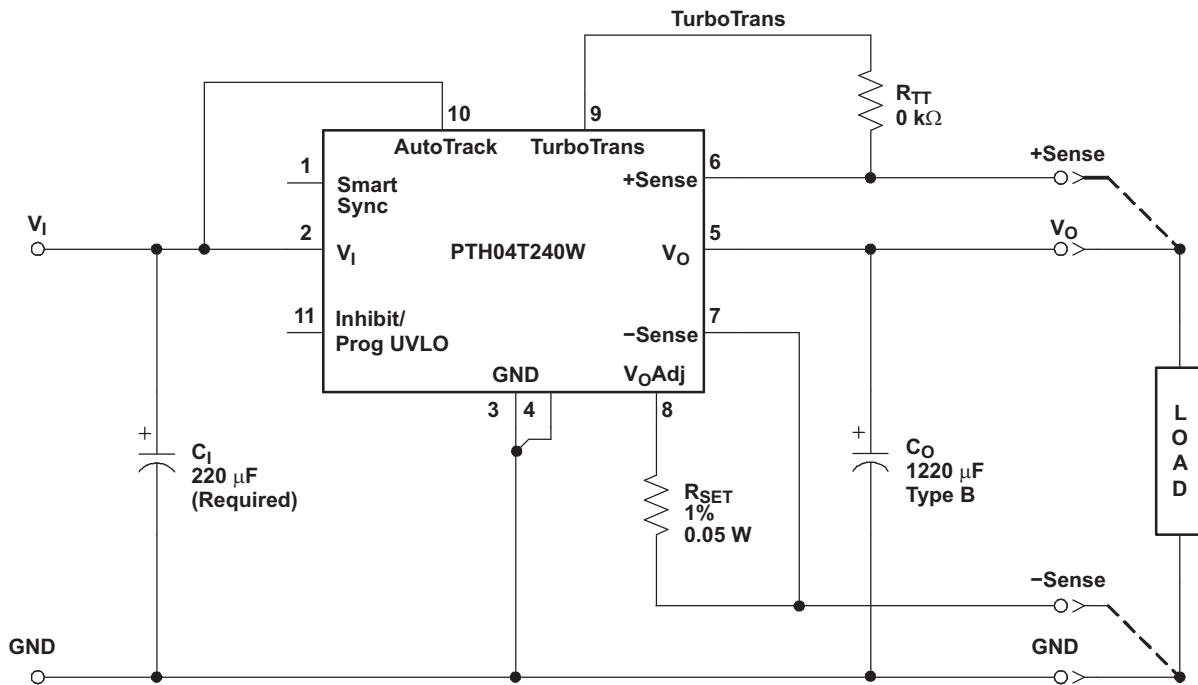 TurboTrans
R_TT
0 kΩ
10
9
AutoTrack
TurboTrans
1
Smart
Sync
6
+Sense
+Sense
V_I
2
V_I
PTH04T240W
5
V_O
V_O
11
Inhibit/
Prog UVLO
7
−Sense
GND
V_OAdj
3
4
8
+
C_I
220 μF
(Required)
R_SET
1%
0.05 W
+
C_O
1220 μF
Type B
L
O
A
D
−Sense
GND
GND